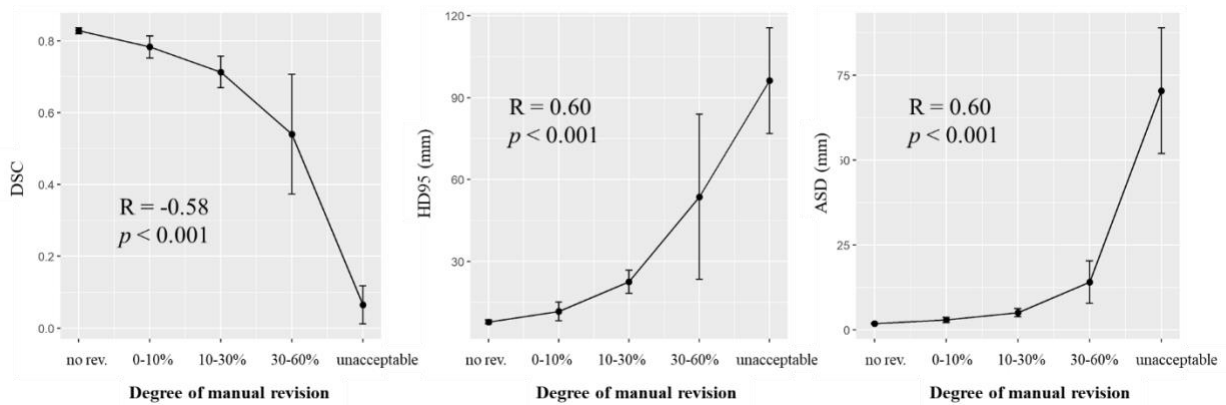 DSC
0.8
0.6
0.4
0.2
0.0
R = -0.58
p < 0.001
no rev.
0-10%
10-30%
30-60%
unacceptable
Degree of manual revision
HD95 (mm)
120
90
60
30
R = 0.60
p < 0.001
no rev.
0-10%
10-30%
30-60%
unacceptable
Degree of manual revision
ASD (mm)
75
50
25
0
R = 0.60
p < 0.001
no rev.
0-10%
10-30%
30-60%
unacceptable
Degree of manual revision